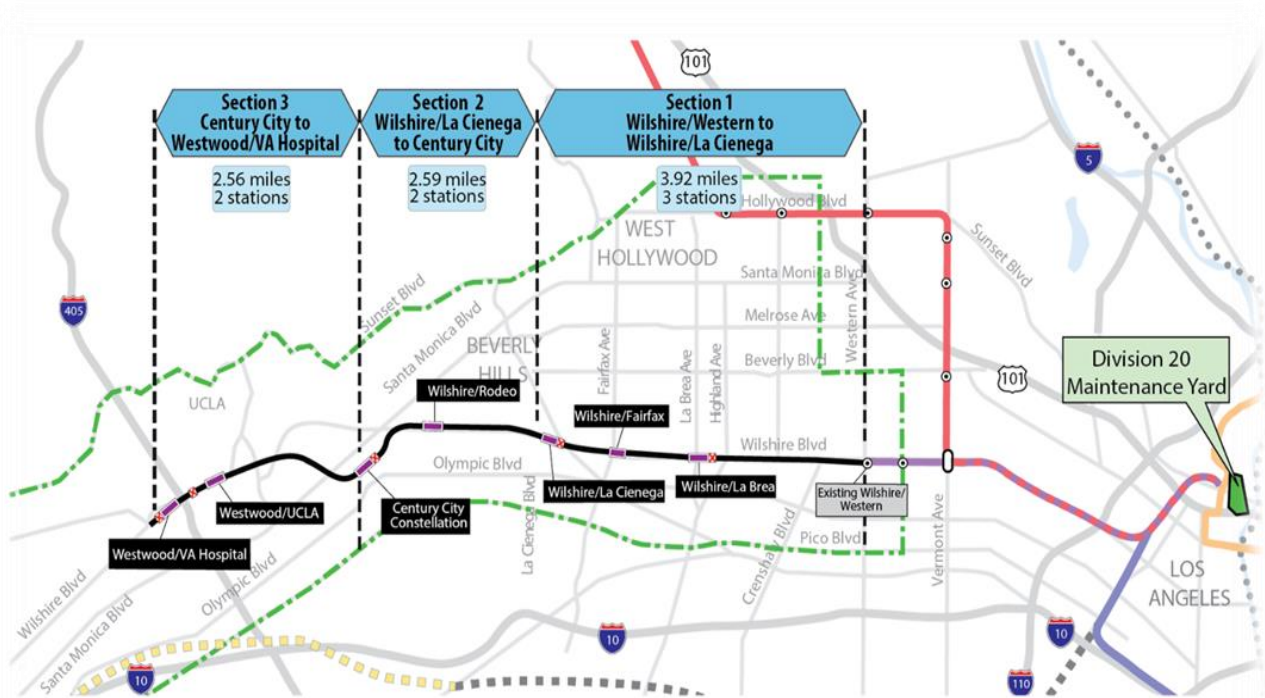 101
Section 3
Century City to
Westwood/VA Hospital
2.56 miles
2 stations
Section 2
Wilshire/La Cienega
to Century City
2.59 miles
2 stations
Section 1
Wilshire/Western to
Wilshire/La Cienega
3.92 miles
3 stations
5
Hollywood Blvd
WEST
HOLLYWOOD
Sunset Blvd
Santa Monica Blvd
Sunset Blvd
405
Santa Monica Blvd
Melrose Ave
Western Ave
BEVERLY
HILLS
Fairfax Ave
La Brea Ave
Highland Ave
Beverly Blvd
101
Division 20
Maintenance Yard
UCLA
Wilshire/Rodeo
Wilshire/Fairfax
Wilshire Blvd
Olympic Blvd
Wilshire/La Cienega
Wilshire/La Brea
Existing Wilshire/
Western
Westwood/UCLA
Century City
Constellation
La Cienega Blvd
Crenshaw Blvd
Pico Blvd
Vermont Ave
Westwood/VA Hospital
LOS
ANGELES
Wilshire Blvd
Santa Monica Blvd
Olympic Blvd
10
10
10
110